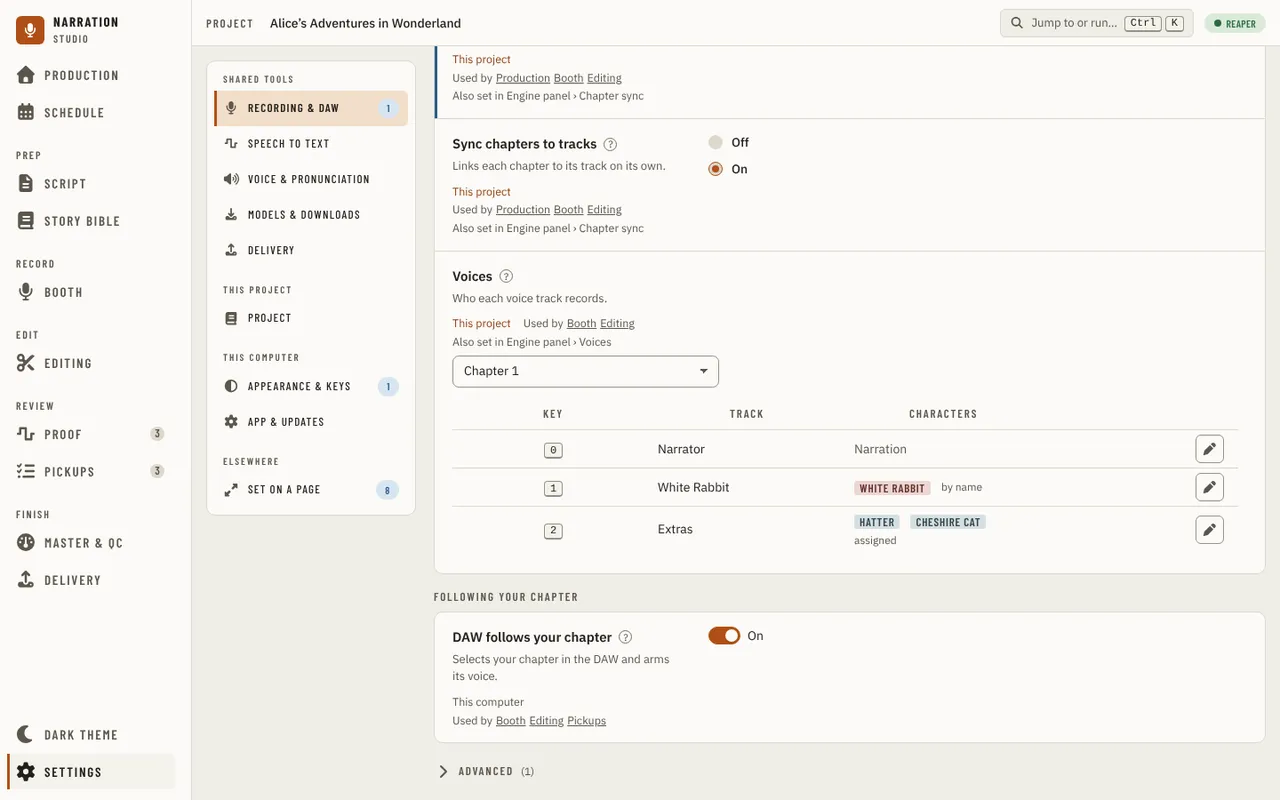 NARRATION
STUDIO
PRODUCTION
SCHEDULE
PREP
SCRIPT
STORY BIBLE
RECORD
BOOTH
EDIT
EDITING
REVIEW
PROOF 3
PICKUPS 3
FINISH
MASTER & QC
DELIVERY
DARK THEME
SETTINGS
PROJECT Alice's Adventures in Wonderland
Jump to or run... Ctrl K
REAPER
SHARED TOOLS
RECORDING & DAW 1
SPEECH TO TEXT
VOICE & PRONUNCIATION
MODELS & DOWNLOADS
DELIVERY
THIS PROJECT
PROJECT
THIS COMPUTER
APPEARANCE & KEYS 1
APP & UPDATES
ELSEWHERE
SET ON A PAGE 8
This project
Used by Production Booth Editing
Also set in Engine panel › Chapter sync
Sync chapters to tracks ?
Links each chapter to its track on its own.
This project
Used by Production Booth Editing
Also set in Engine panel › Chapter sync
Off
On
Voices ?
Who each voice track records.
This project Used by Booth Editing
Also set in Engine panel › Voices
Chapter 1
KEY TRACK CHARACTERS
0 Narrator Narration
1 White Rabbit WHITE RABBIT by name
2 Extras HATTER CHESHIRE CAT
assigned
FOLLOWING YOUR CHAPTER
DAW follows your chapter ?
Selects your chapter in the DAW and arms
its voice.
This computer
Used by Booth Editing Pickups
On
ADVANCED (1)